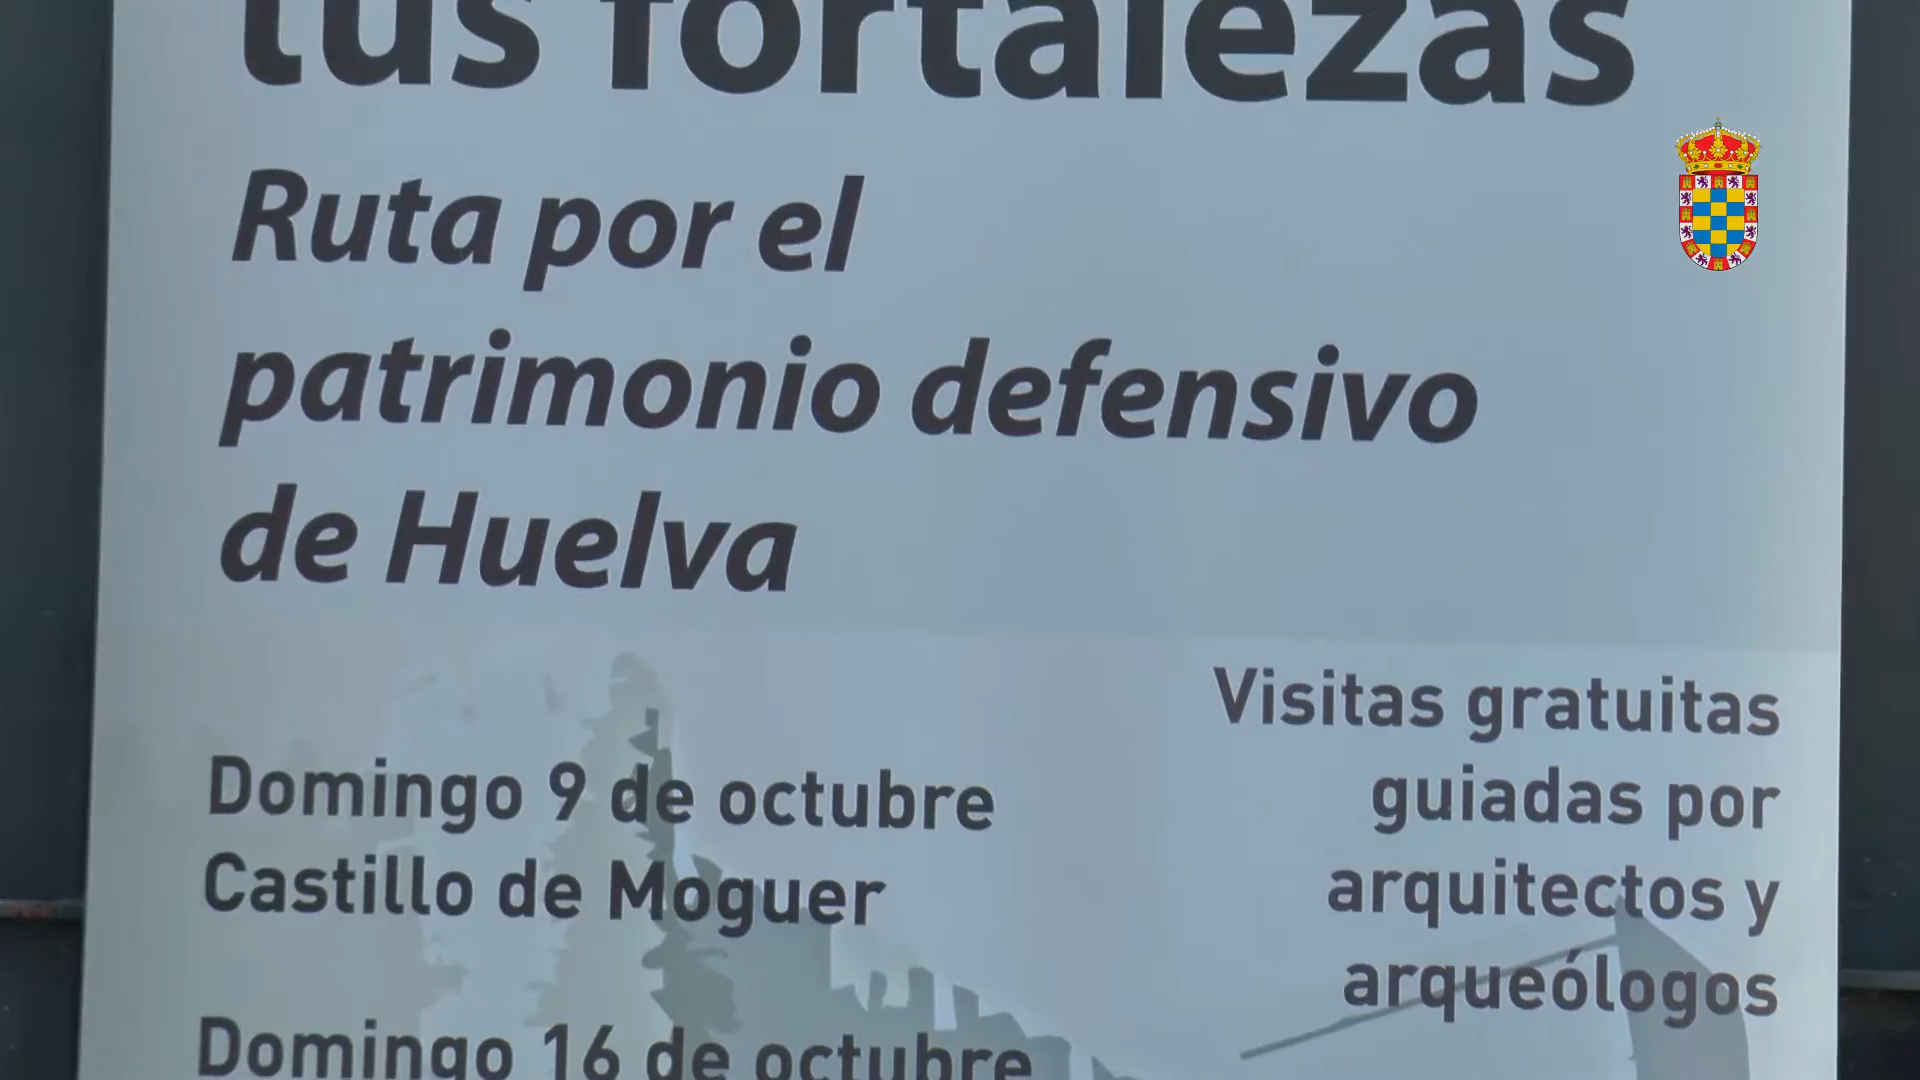 tus fortalezas
Ruta por el
patrimonio defensivo
de Huelva
Visitas gratuitas
guiadas por
arquitectos y
arqueólogos
Domingo 9 de octubre
Castillo de Moguer
Domingo 16 de octubre